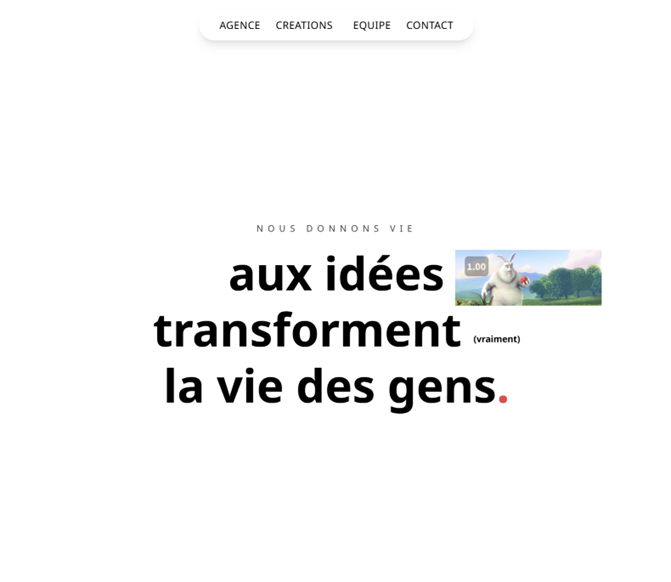 AGENCE CREATIONS EQUIPE CONTACT
NOUS DONNONS VIE
aux idées
1.00
transforment (vraiment)
la vie des gens.